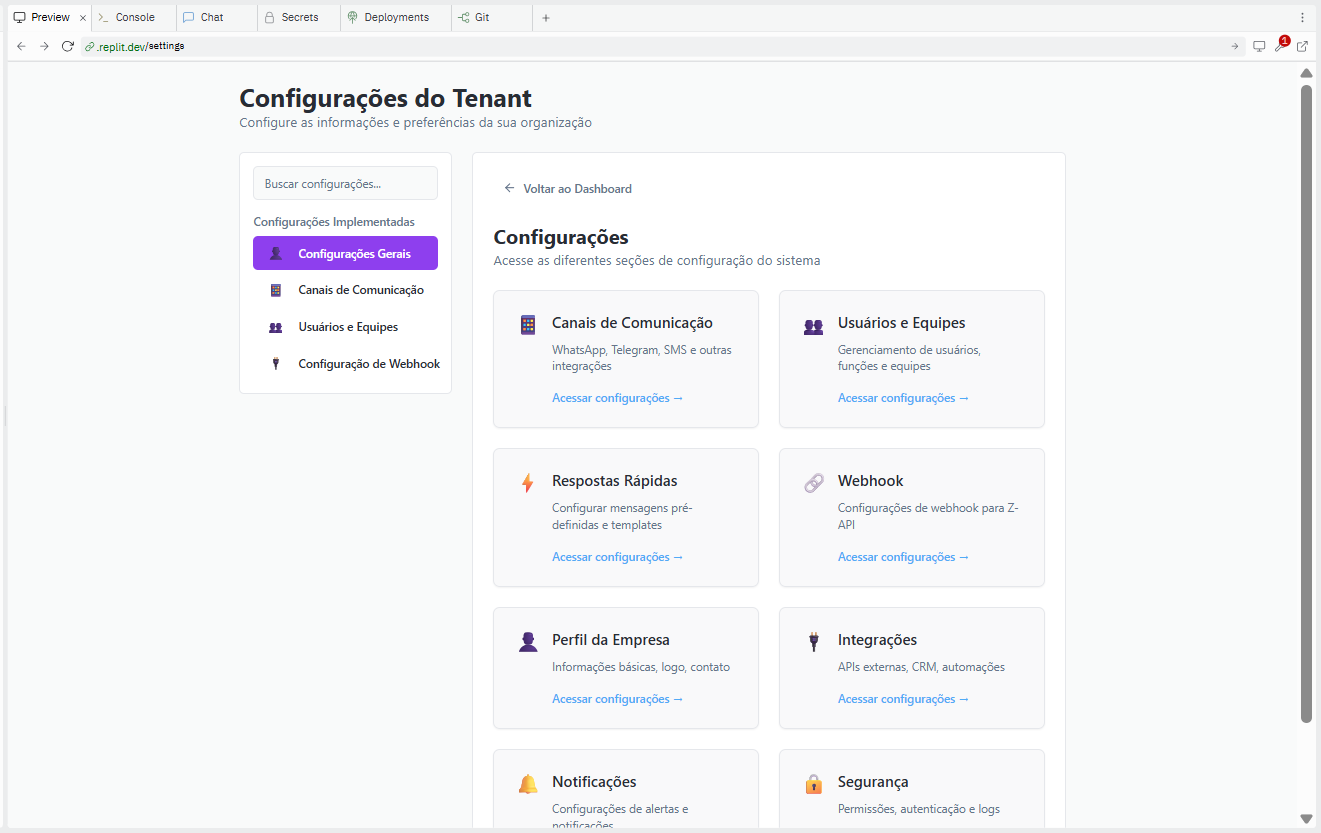 Preview
Console
Chat
Secrets
Deployments
Git
.replit.dev/settings
1
Configurações do Tenant
Configure as informações e preferências da sua organização
Buscar configurações...
Configurações Implementadas
Configurações Gerais
Canais de Comunicação
Usuários e Equipes
Configuração de Webhook
← Voltar ao Dashboard
Configurações
Acesse as diferentes seções de configuração do sistema
Canais de Comunicação
WhatsApp, Telegram, SMS e outras
integrações
Acessar configurações →
Usuários e Equipes
Gerenciamento de usuários,
funções e equipes
Acessar configurações →
Respostas Rápidas
Configurar mensagens pré-
definidas e templates
Acessar configurações →
Webhook
Configurações de webhook para Z-
API
Acessar configurações →
Perfil da Empresa
Informações básicas, logo, contato
Acessar configurações →
Integrações
APIs externas, CRM, automações
Acessar configurações →
Notificações
Configurações de alertas e
notificações
Segurança
Permissões, autenticação e logs